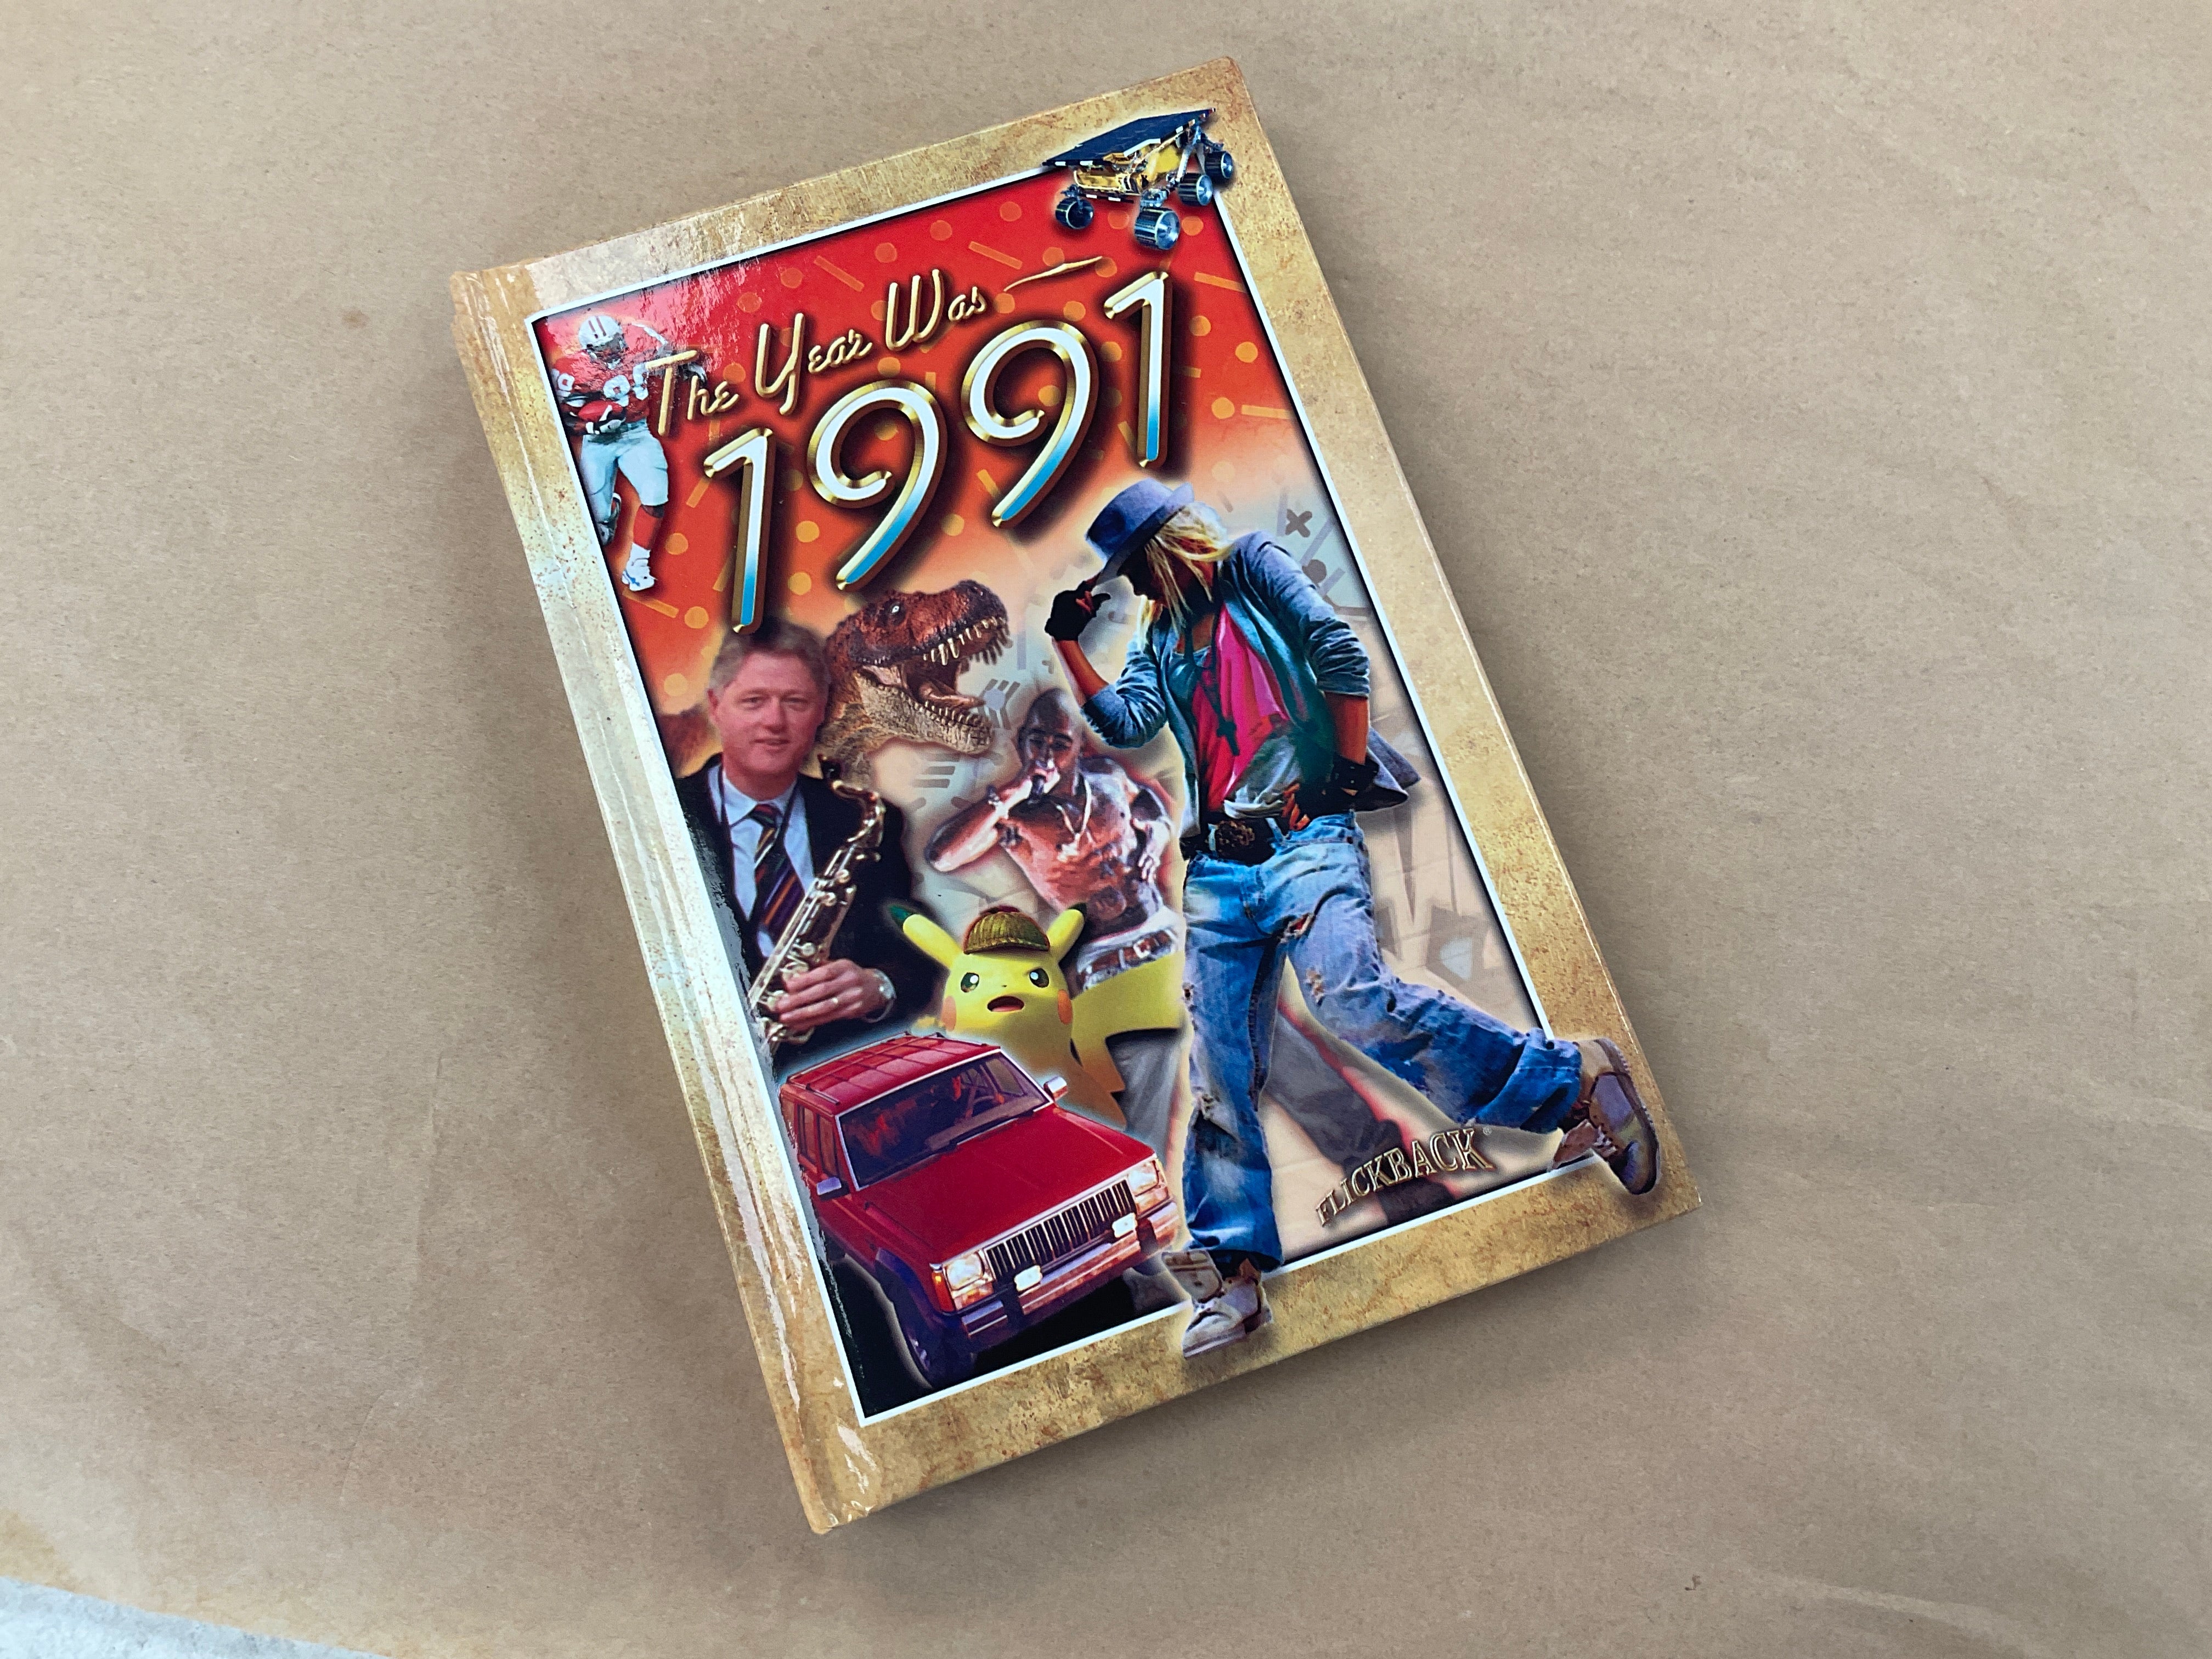 The Year Was
1991
FLICKBACK®